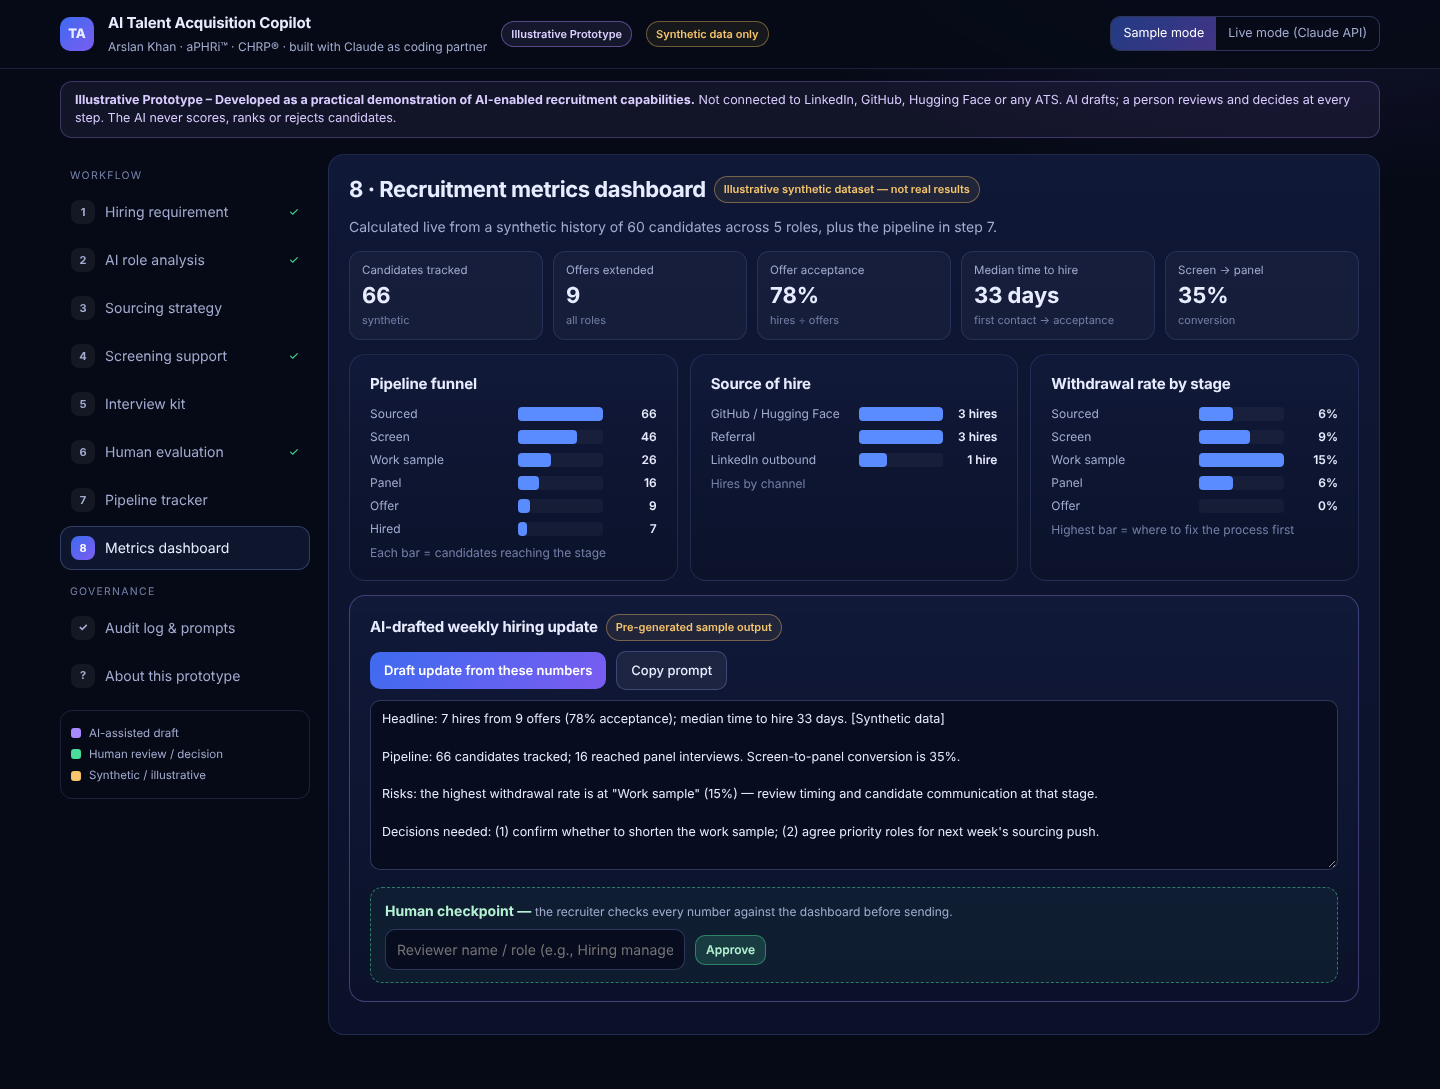 TA
AI Talent Acquisition Copilot
Arslan Khan · aPHRi™ · CHRP® · built with Claude as coding partner
Illustrative Prototype
Synthetic data only
Sample mode
Live mode (Claude API)
Illustrative Prototype – Developed as a practical demonstration of AI-enabled recruitment capabilities. Not connected to LinkedIn, GitHub, Hugging Face or any ATS. AI drafts; a person reviews and decides at every
step. The AI never scores, ranks or rejects candidates.
WORKFLOW
1 Hiring requirement ✓
2 AI role analysis ✓
3 Sourcing strategy
4 Screening support ✓
5 Interview kit
6 Human evaluation ✓
7 Pipeline tracker
8 Metrics dashboard
GOVERNANCE
✓ Audit log & prompts
? About this prototype
AI-assisted draft
Human review / decision
Synthetic / illustrative
8 · Recruitment metrics dashboard
Illustrative synthetic dataset — not real results
Calculated live from a synthetic history of 60 candidates across 5 roles, plus the pipeline in step 7.
Candidates tracked
66
synthetic
Offers extended
9
all roles
Offer acceptance
78%
hires ÷ offers
Median time to hire
33 days
first contact → acceptance
Screen → panel
35%
conversion
Pipeline funnel
Sourced 66
Screen 46
Work sample 26
Panel 16
Offer 9
Hired 7
Each bar = candidates reaching the stage
Source of hire
GitHub / Hugging Face 3 hires
Referral 3 hires
LinkedIn outbound 1 hire
Hires by channel
Withdrawal rate by stage
Sourced 6%
Screen 9%
Work sample 15%
Panel 6%
Offer 0%
Highest bar = where to fix the process first
AI-drafted weekly hiring update
Pre-generated sample output
Draft update from these numbers
Copy prompt
Headline: 7 hires from 9 offers (78% acceptance); median time to hire 33 days. [Synthetic data]
Pipeline: 66 candidates tracked; 16 reached panel interviews. Screen-to-panel conversion is 35%.
Risks: the highest withdrawal rate is at "Work sample" (15%) — review timing and candidate communication at that stage.
Decisions needed: (1) confirm whether to shorten the work sample; (2) agree priority roles for next week's sourcing push.
Human checkpoint — the recruiter checks every number against the dashboard before sending.
Reviewer name / role (e.g., Hiring manage
Approve